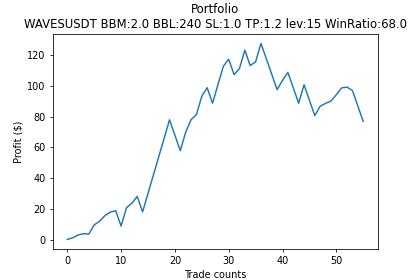 Portfolio
WAVESUSDT BBM:2.0 BBL:240 SL:1.0 TP:1.2 lev:15 WinRatio:68.0
120
100
80
60
40
20
0
Profit ($)
0 10 20 30 40 50
Trade counts